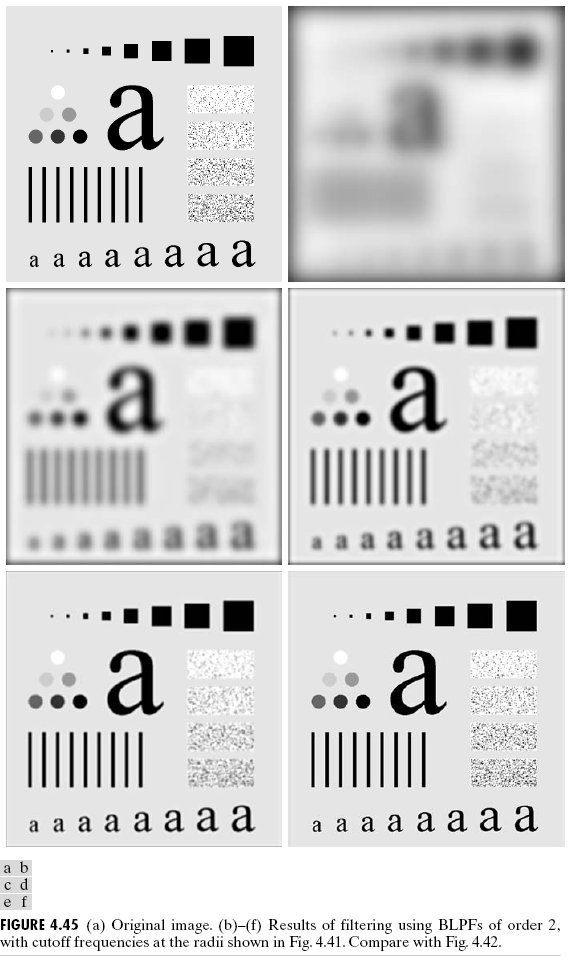 a
a a a a a a a a
a
a
a a a a a a a a
a
a a a a a a a a
a
a a a a a a a a
a
a a a a a a a a
a b
c d
e f
FIGURE 4.45 (a) Original image. (b)–(f) Results of filtering using BLPFs of order 2,
with cutoff frequencies at the radii shown in Fig. 4.41. Compare with Fig. 4.42.